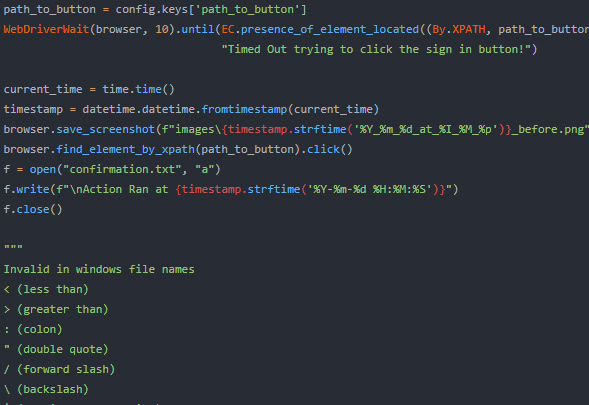 path_to_button = config.keys['path_to_button']
WebDriverWait(browser, 10).until(EC.presence_of_element_located((By.XPATH, path_to_button
"Timed Out trying to click the sign in button!")
current_time = time.time()
timestamp = datetime.datetime.fromtimestamp(current_time)
browser.save_screenshot(f"images\{timestamp.strftime('%Y_%m_%d_at_%I_%M_%p')}_before.png"
browser.find_element_by_xpath(path_to_button).click()
f = open("confirmation.txt", "a")
f.write(f"\nAction Ran at {timestamp.strftime('%Y-%m-%d %H:%M:%S')}")
f.close()
"""
Invalid in windows file names
< (less than)
> (greater than)
: (colon)
" (double quote)
/ (forward slash)
\ (backslash)